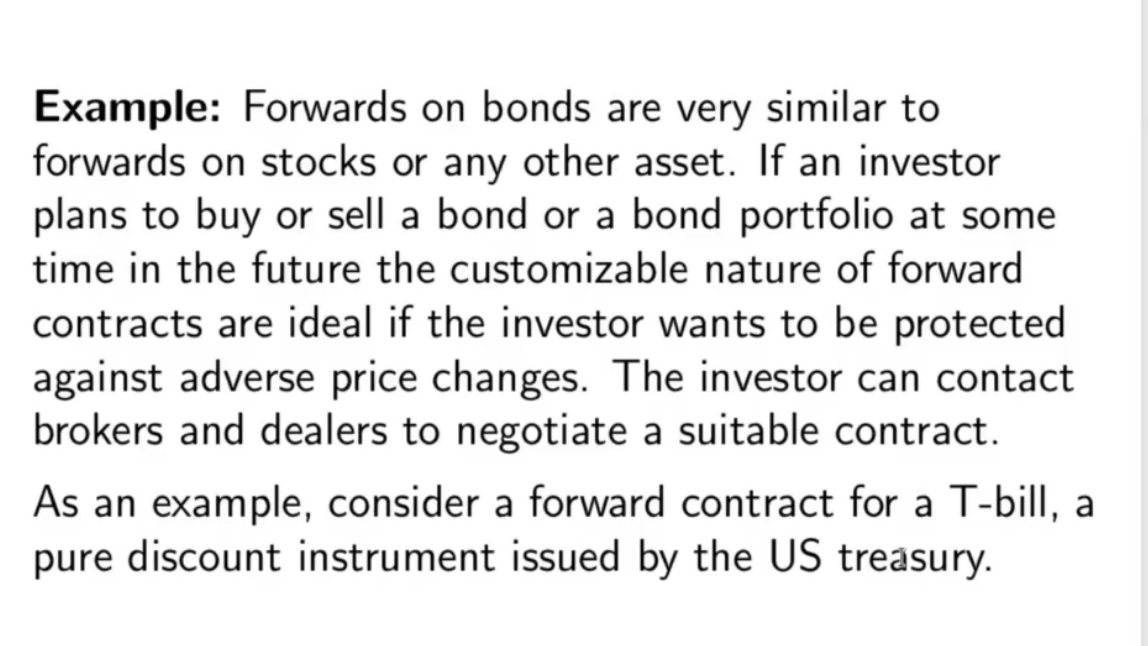 Example: Forwards on bonds are very similar to
forwards on stocks or any other asset. If an investor
plans to buy or sell a bond or a bond portfolio at some
time in the future the customizable nature of forward
contracts are ideal if the investor wants to be protected
against adverse price changes. The investor can contact
brokers and dealers to negotiate a suitable contract.
As an example, consider a forward contract for a T-bill, a
pure discount instrument issued by the US treasury.